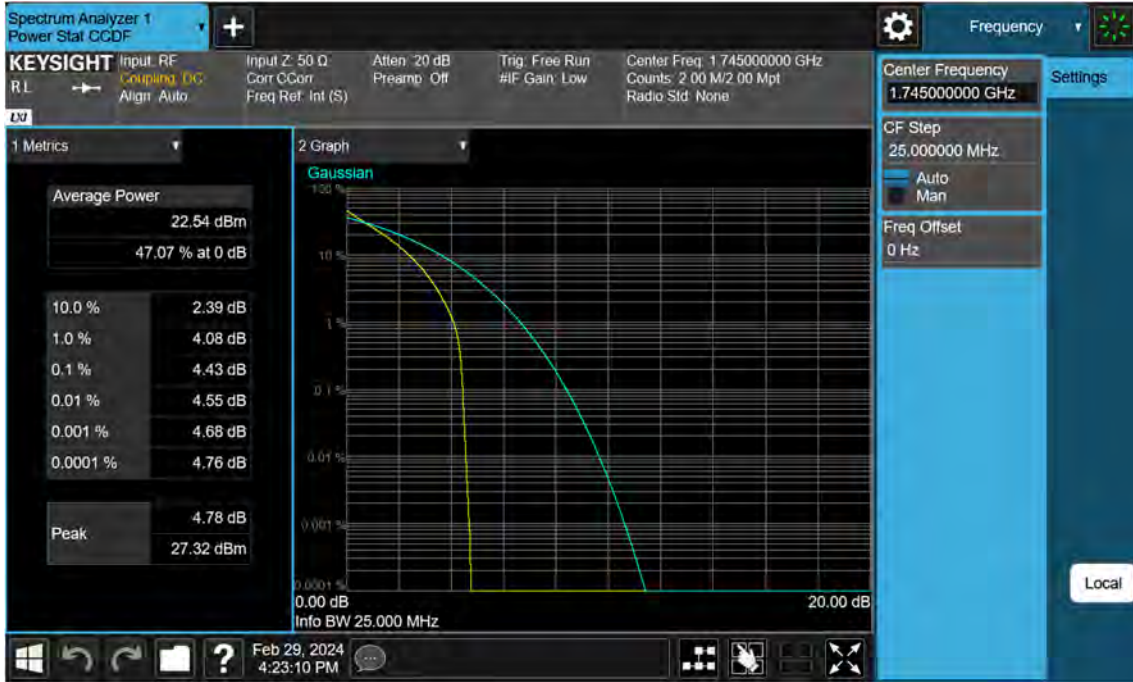 Spectrum Analyzer 1
Power Stat CCDF
Frequency
KEYSIGHT
RL
LXI
Input: RF
Coupling: DC
Align: Auto
Input Z: 50 Ω
Corr CCorr
Freq Ref: Int (S)
Atten: 20 dB
Preamp: Off
Trig: Free Run
#IF Gain: Low
Center Freq: 1.745000000 GHz
Counts: 2.00 M/2.00 Mpt
Radio Std: None
Center Frequency
1.745000000 GHz
Settings
CF Step
25.000000 MHz
Auto
Man
Freq Offset
0 Hz
1 Metrics
Average Power
22.54 dBm
47.07 % at 0 dB
10.0 % 2.39 dB
1.0 % 4.08 dB
0.1 % 4.43 dB
0.01 % 4.55 dB
0.001 % 4.68 dB
0.0001 % 4.76 dB
Peak
4.78 dB
27.32 dBm
2 Graph
Gaussian
100 %
10 %
1 %
0.1 %
0.01 %
0.001 %
0.0001 %
0.00 dB 20.00 dB
Info BW 25.000 MHz
Local
?
Feb 29, 2024
4:23:10 PM